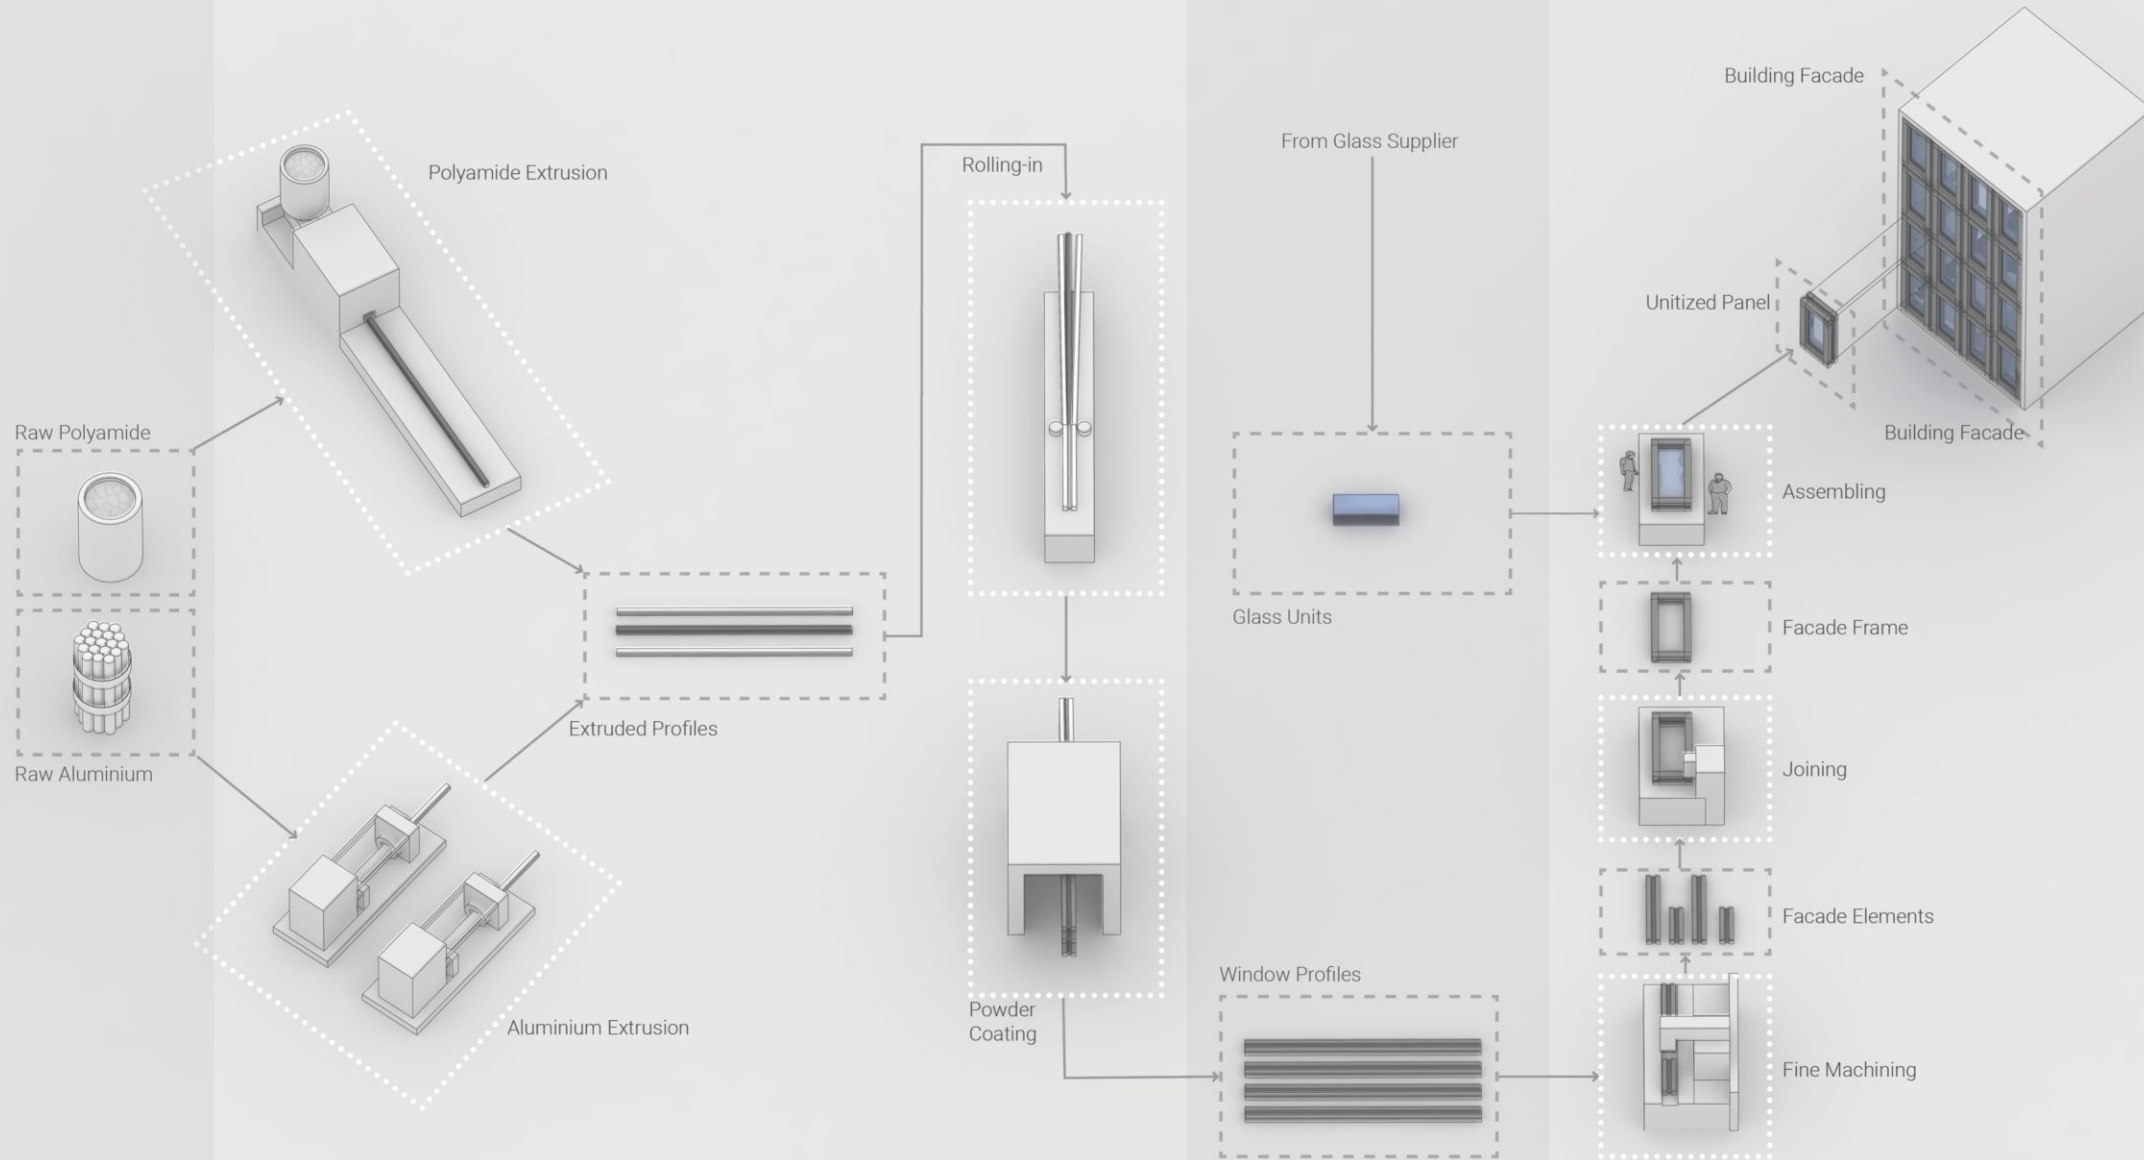 Raw Polyamide
Raw Aluminium
Polyamide Extrusion
Aluminium Extrusion
Extruded Profiles
Rolling-in
Powder
Coating
From Glass Supplier
Glass Units
Window Profiles
Fine Machining
Facade Elements
Joining
Facade Frame
Assembling
Unitized Panel
Building Facade
Building Facade